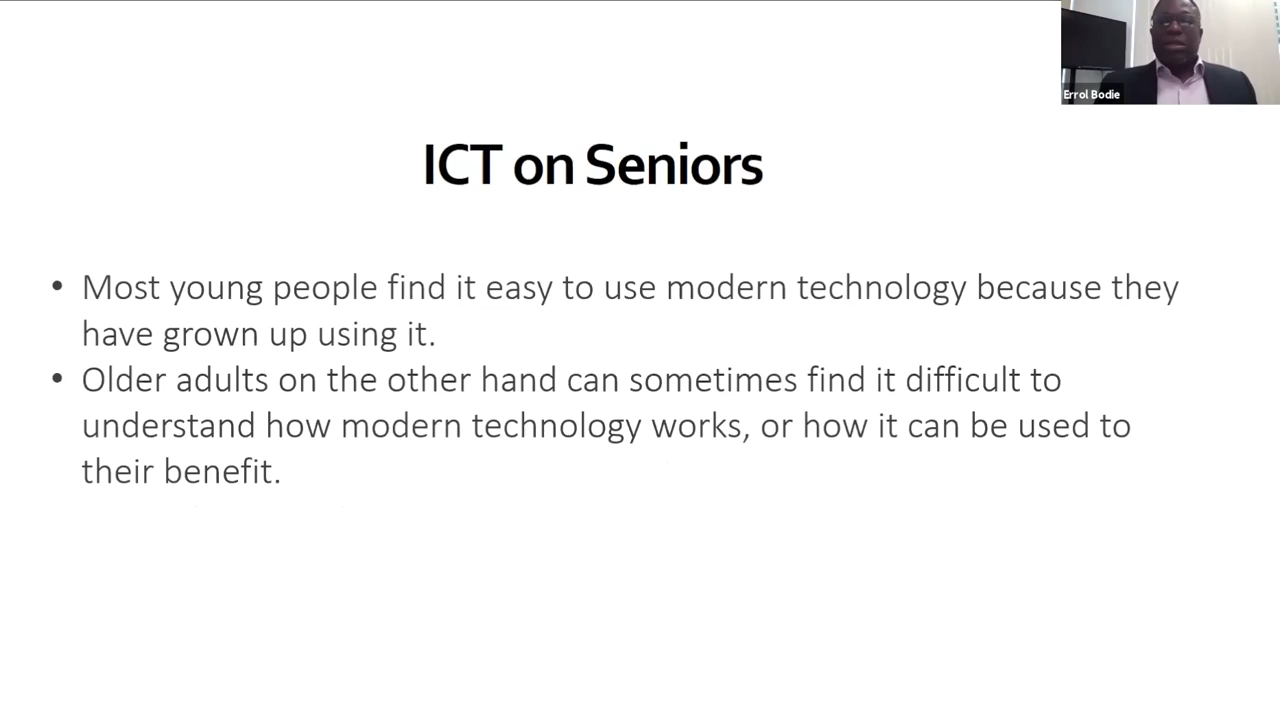 Errol Bodie
ICT on Seniors
• Most young people find it easy to use modern technology because they
have grown up using it.
• Older adults on the other hand can sometimes find it difficult to
understand how modern technology works, or how it can be used to
their benefit.